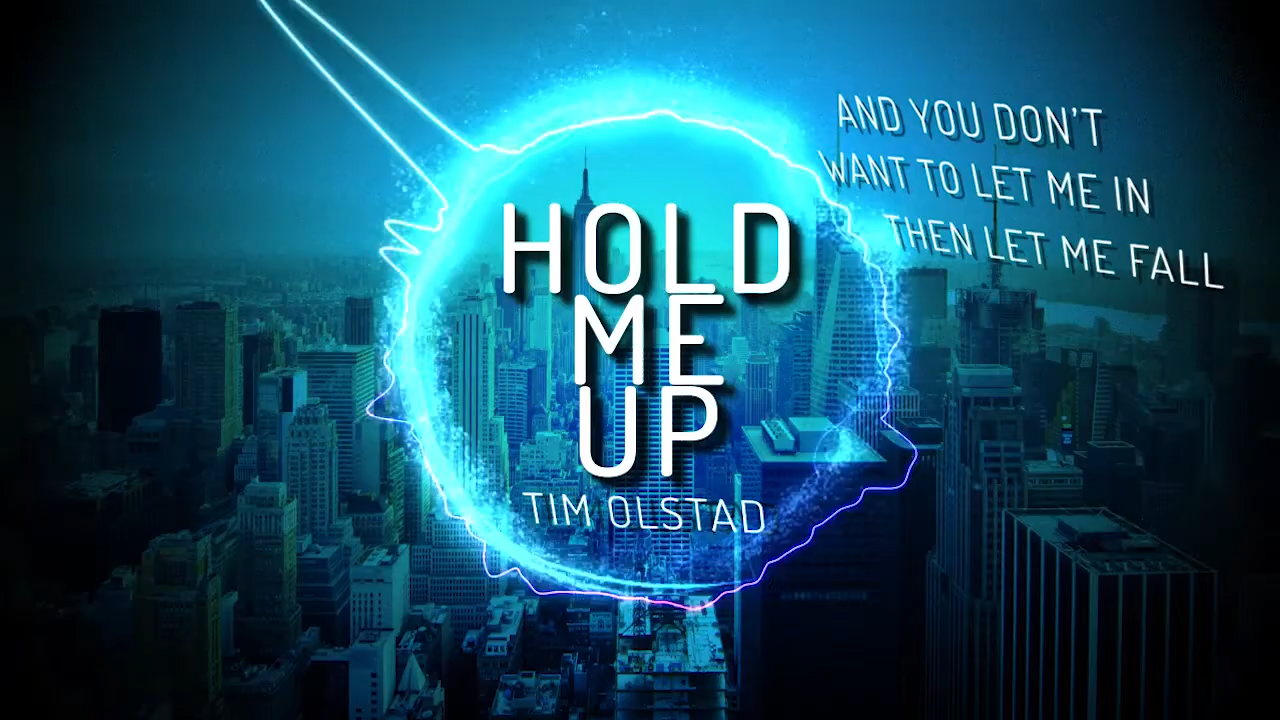 HOLD
ME
UP
TIM OLSTAD
AND YOU DON'T
WANT TO LET ME IN
THEN LET ME FALL